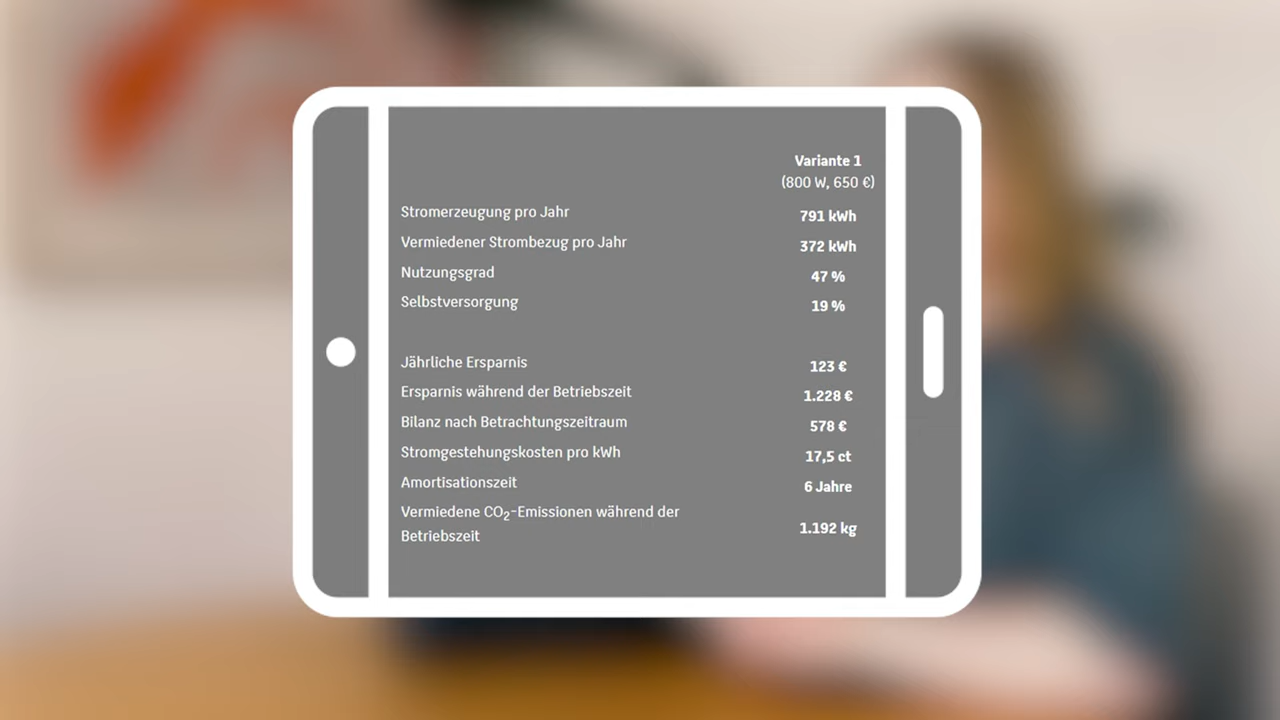 Variante 1
(800 W, 650 €)
Stromerzeugung pro Jahr 791 kWh
Vermiedener Strombezug pro Jahr 372 kWh
Nutzungsgrad 47 %
Selbstversorgung 19 %
Jährliche Ersparnis 123 €
Ersparnis während der Betriebszeit 1.228 €
Bilanz nach Betrachtungszeitraum 578 €
Stromgestehungskosten pro kWh 17,5 ct
Amortisationszeit 6 Jahre
Vermiedene CO₂-Emissionen während der
Betriebszeit 1.192 kg